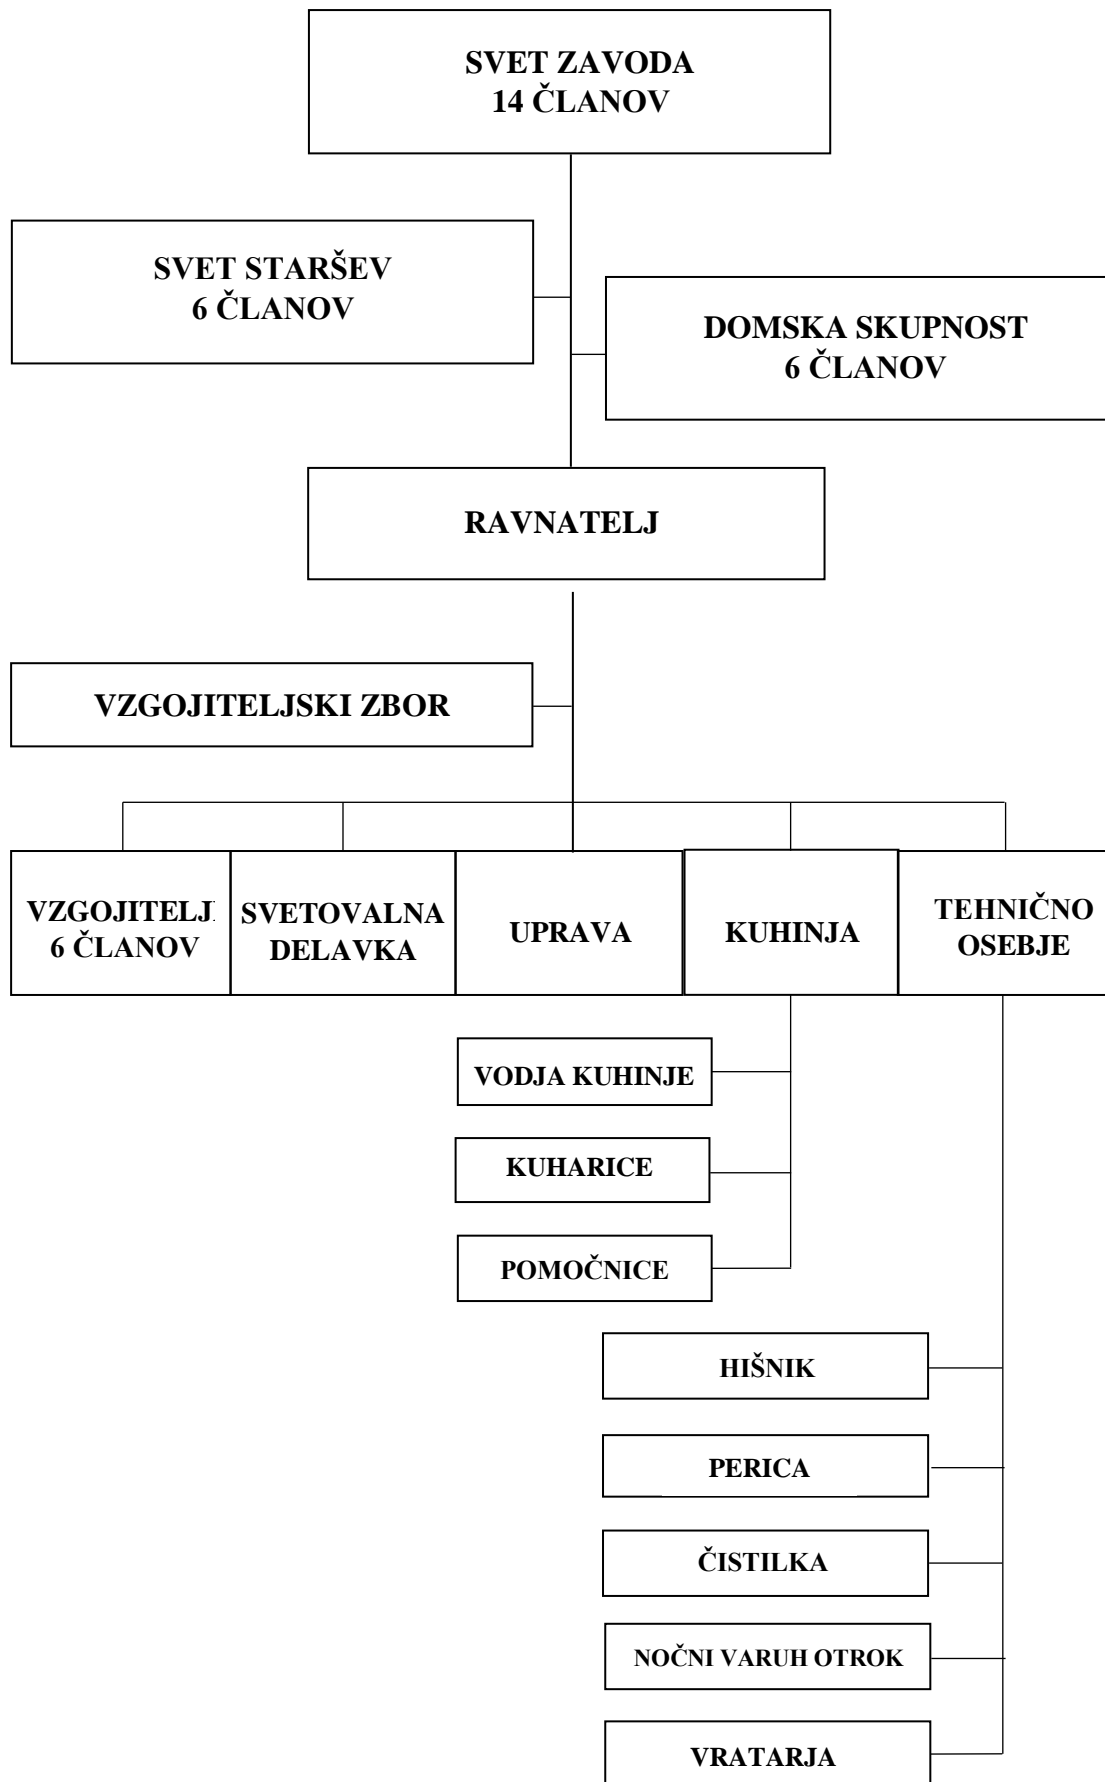 SVET ZAVODA
14 ČLANOV
SVET STARŠEV
6 ČLANOV
DOMSKA SKUPNOST
6 ČLANOV
RAVNATELJ
VZGOJITELJSKI ZBOR
VZGOJITELJI
6 ČLANOV
SVETOVALNA
DELAVKA
UPRAVA
KUHINJA
TEHNIČNO
OSEBJE
VODJA KUHINJE
KUHARICE
POMOČNICE
HIŠNIK
PERICA
ČISTILKA
NOČNI VARUH OTROK
VRATARJA